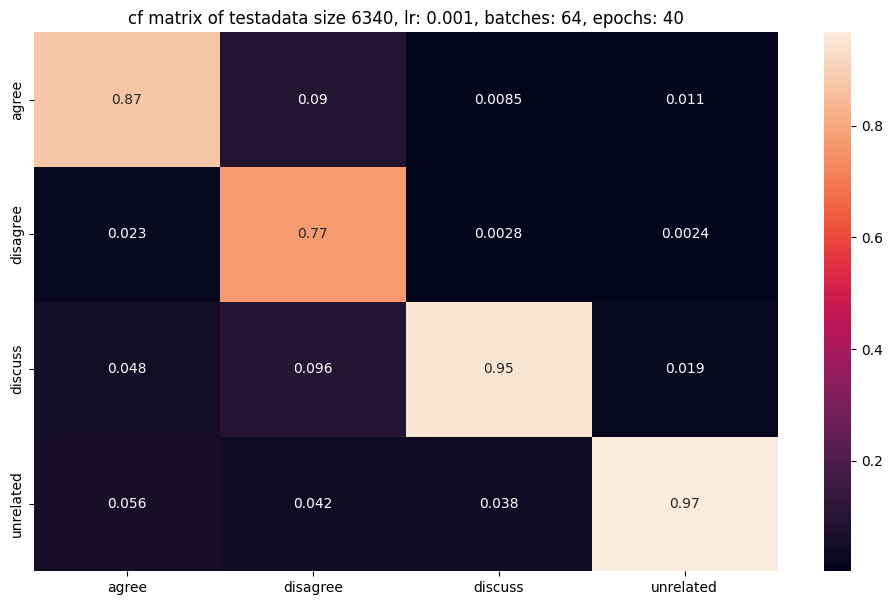 cf matrix of testadata size 6340, lr: 0.001, batches: 64, epochs: 40
agree 0.87 0.09 0.0085 0.011
disagree 0.023 0.77 0.0028 0.0024
discuss 0.048 0.096 0.95 0.019
unrelated 0.056 0.042 0.038 0.97
agree disagree discuss unrelated
0.8
0.6
0.4
0.2